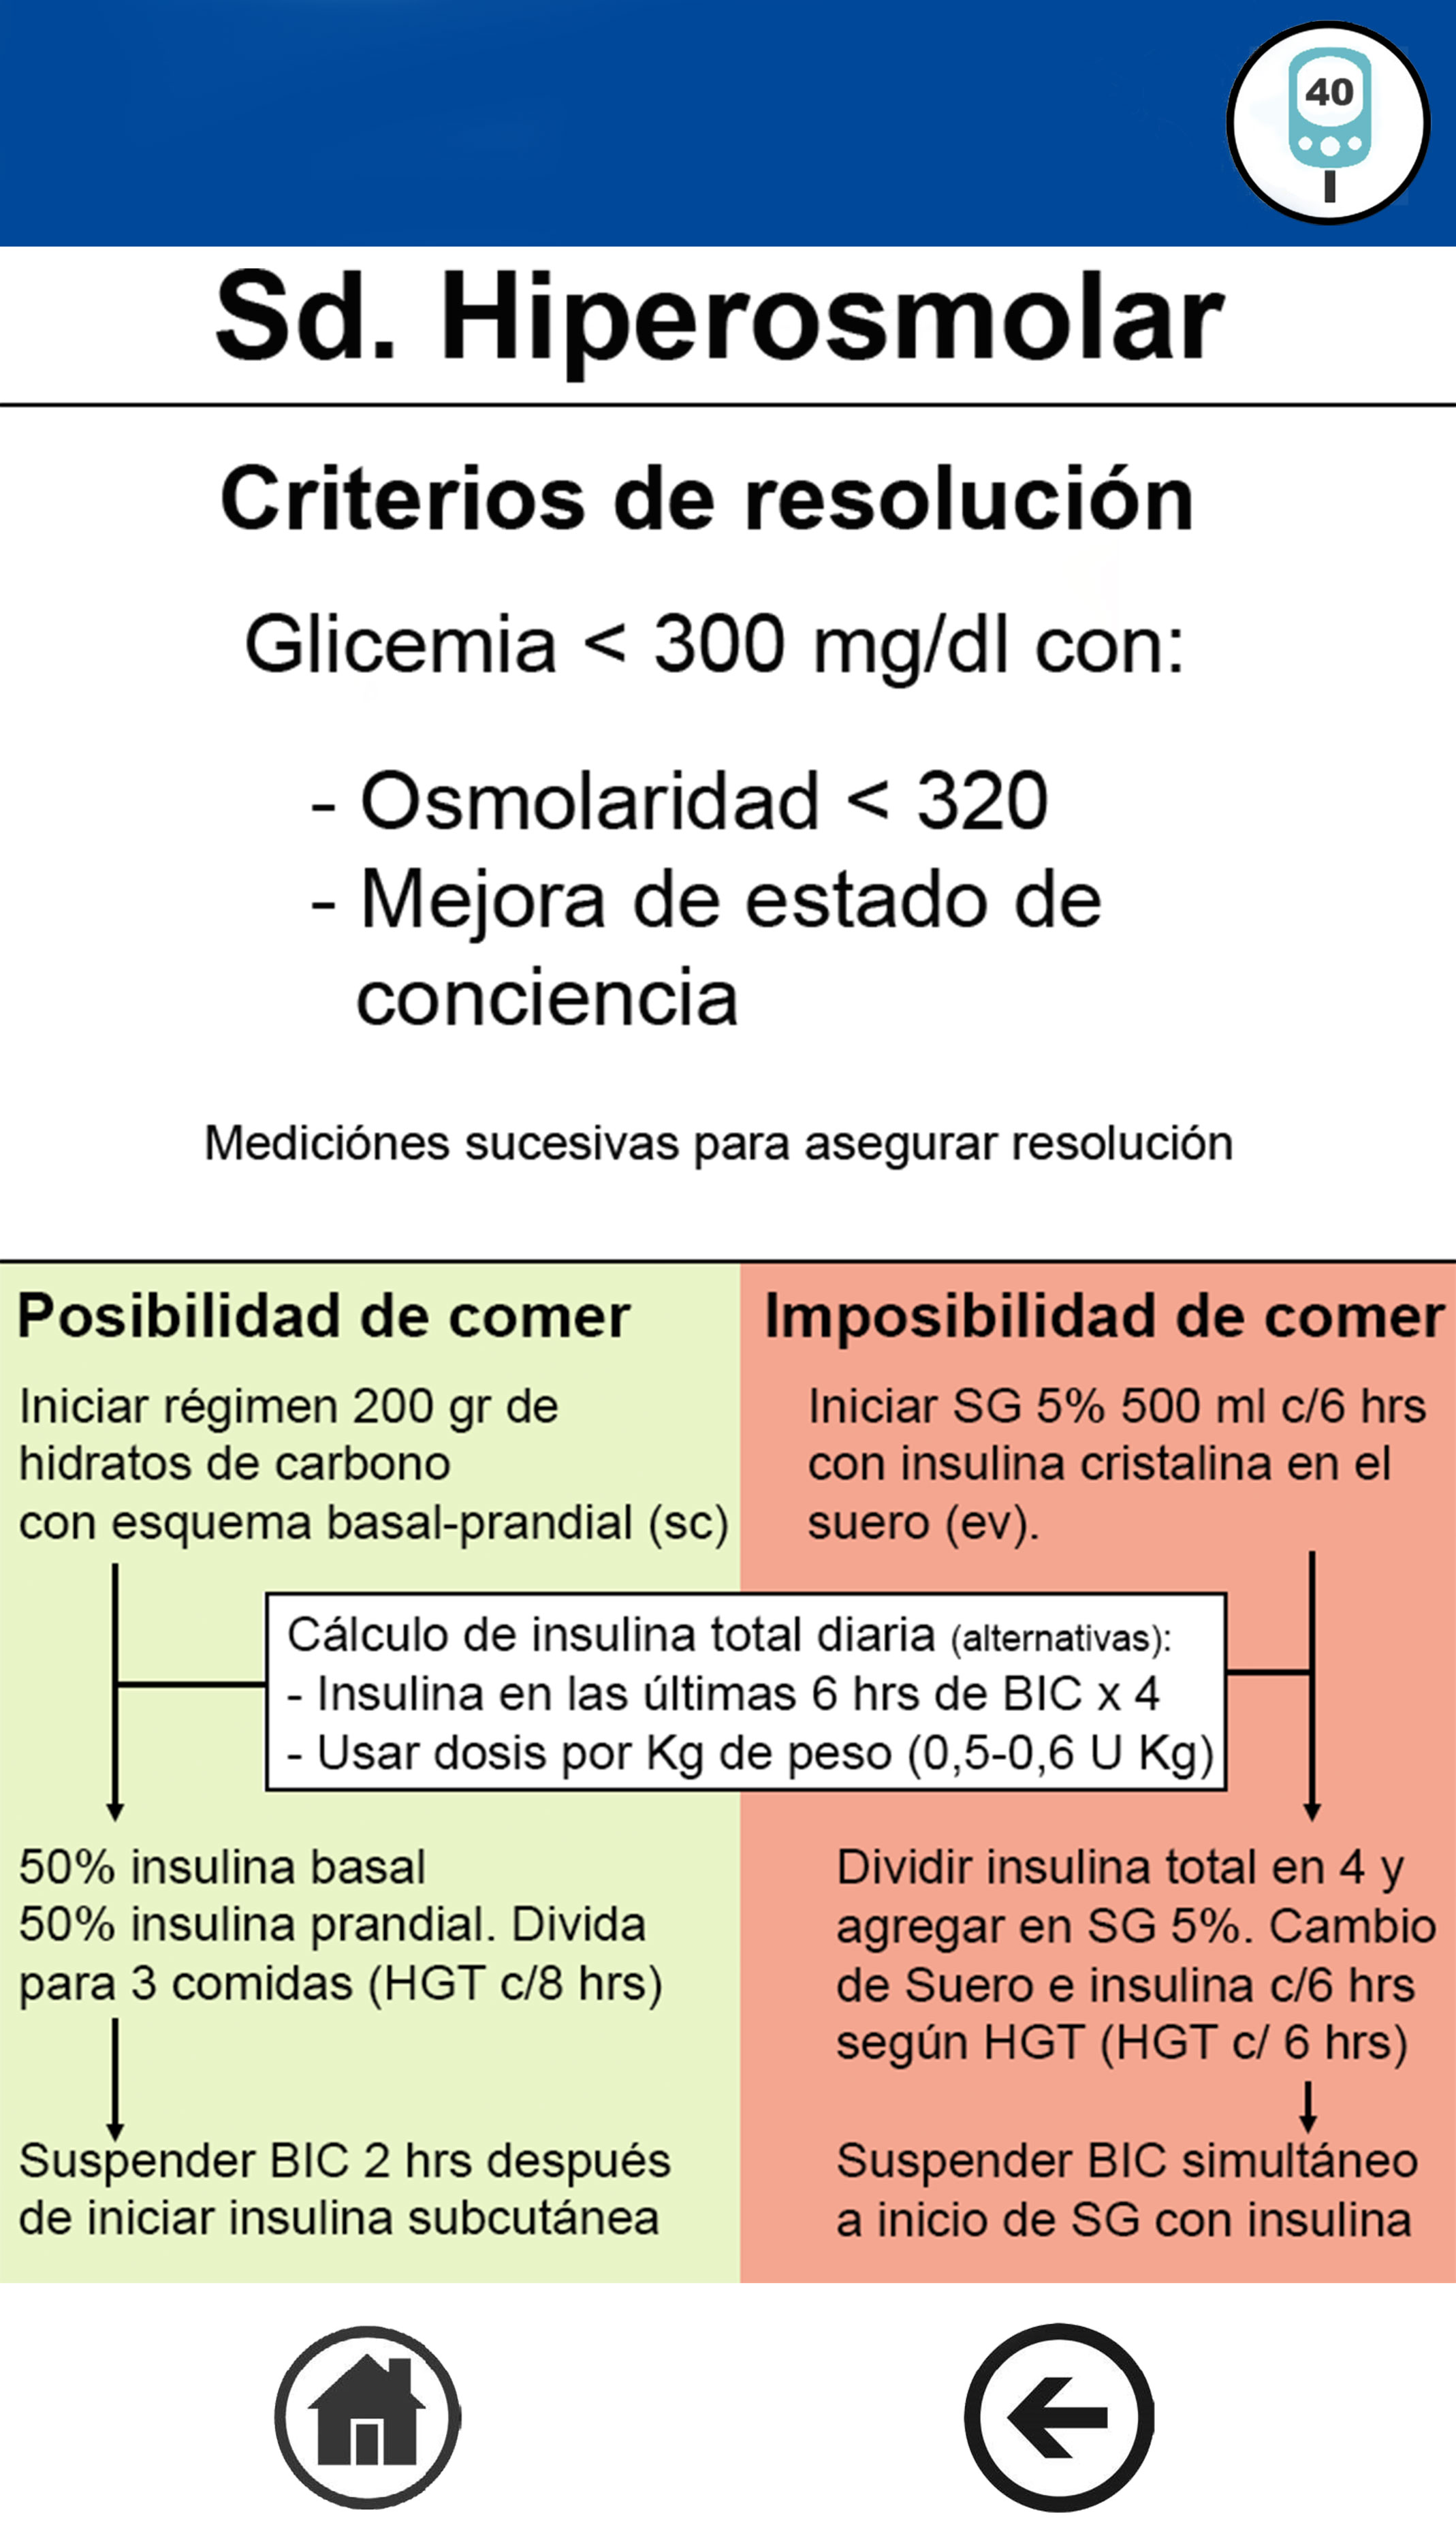 40
Sd. Hiperosmolar
Criterios de resolución
Glicemia < 300 mg/dl con:
- Osmolaridad < 320
- Mejora de estado de
conciencia
Mediciónes sucesivas para asegurar resolución
Posibilidad de comer
Iniciar régimen 200 gr de
hidratos de carbono
con esquema basal-prandial (sc)
Imposibilidad de comer
Iniciar SG 5% 500 ml c/6 hrs
con insulina cristalina en el
suero (ev).
Cálculo de insulina total diaria (alternativas):
- Insulina en las últimas 6 hrs de BIC x 4
- Usar dosis por Kg de peso (0,5-0,6 U Kg)
50% insulina basal
50% insulina prandial. Divida
para 3 comidas (HGT c/8 hrs)
Suspender BIC 2 hrs después
de iniciar insulina subcutánea
Dividir insulina total en 4 y
agregar en SG 5%. Cambio
de Suero e insulina c/6 hrs
según HGT (HGT c/ 6 hrs)
Suspender BIC simultáneo
a inicio de SG con insulina